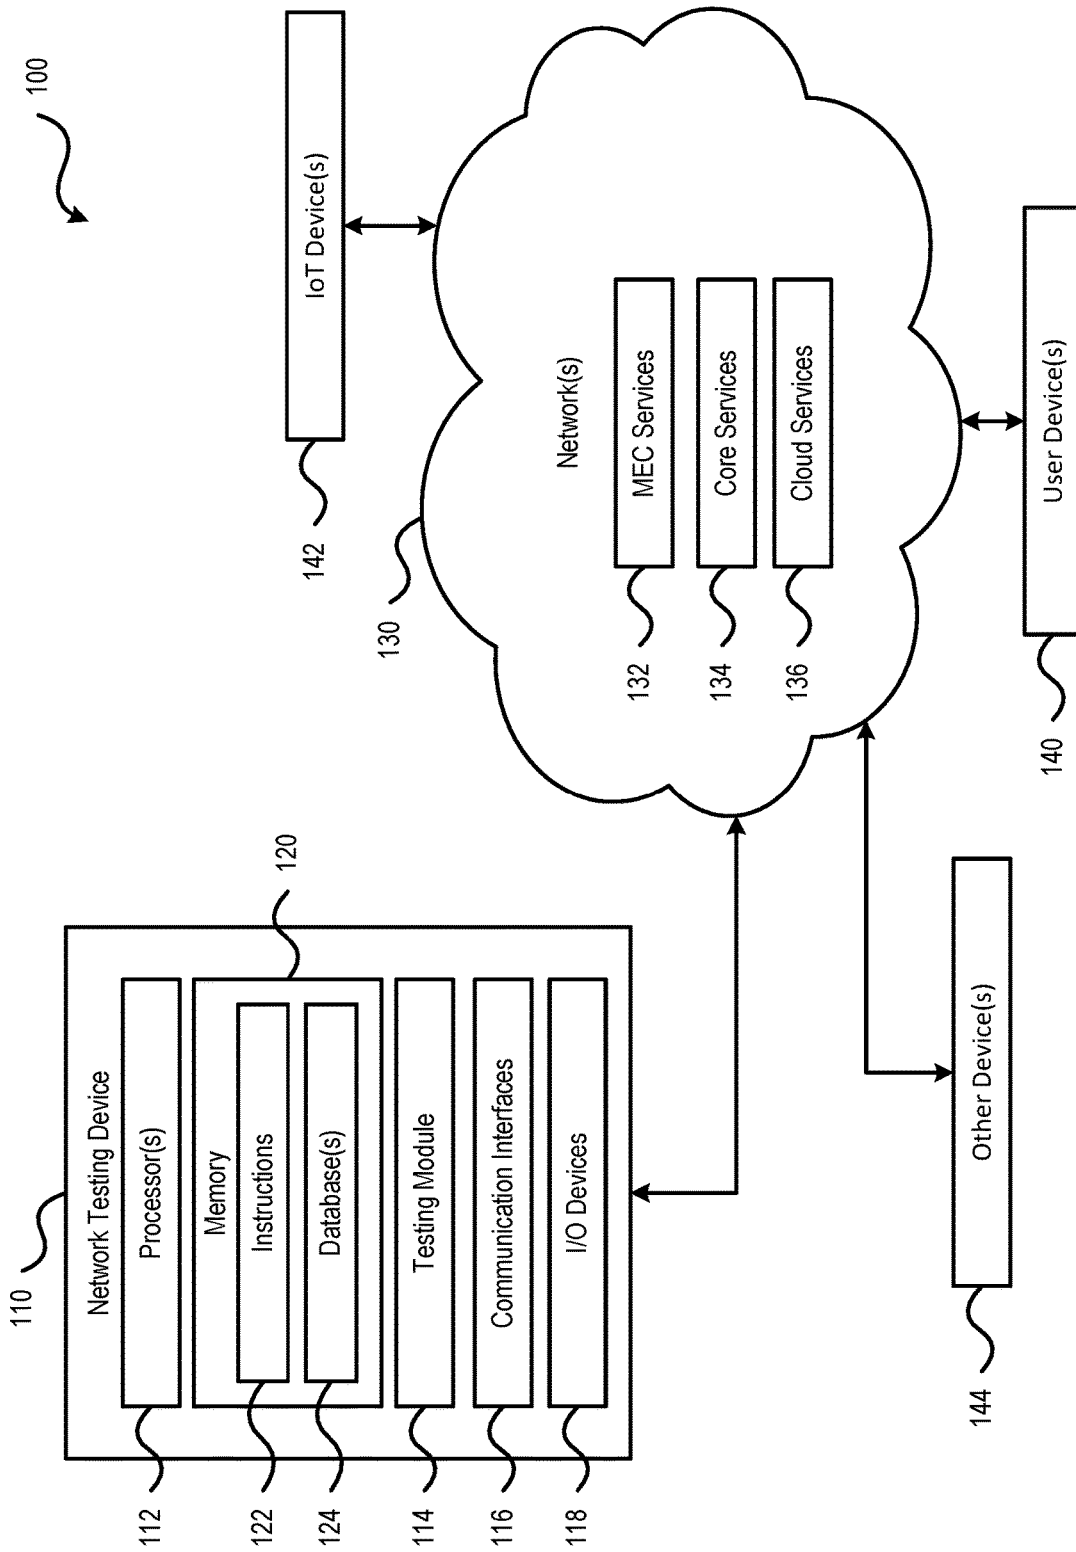 100
110
Network Testing Device
112
Processor(s)
120
Memory
122
Instructions
124
Database(s)
114
Testing Module
116
Communication Interfaces
118
I/O Devices
142
IoT Device(s)
130
Network(s)
132
MEC Services
134
Core Services
136
Cloud Services
144
Other Device(s)
140
User Device(s)